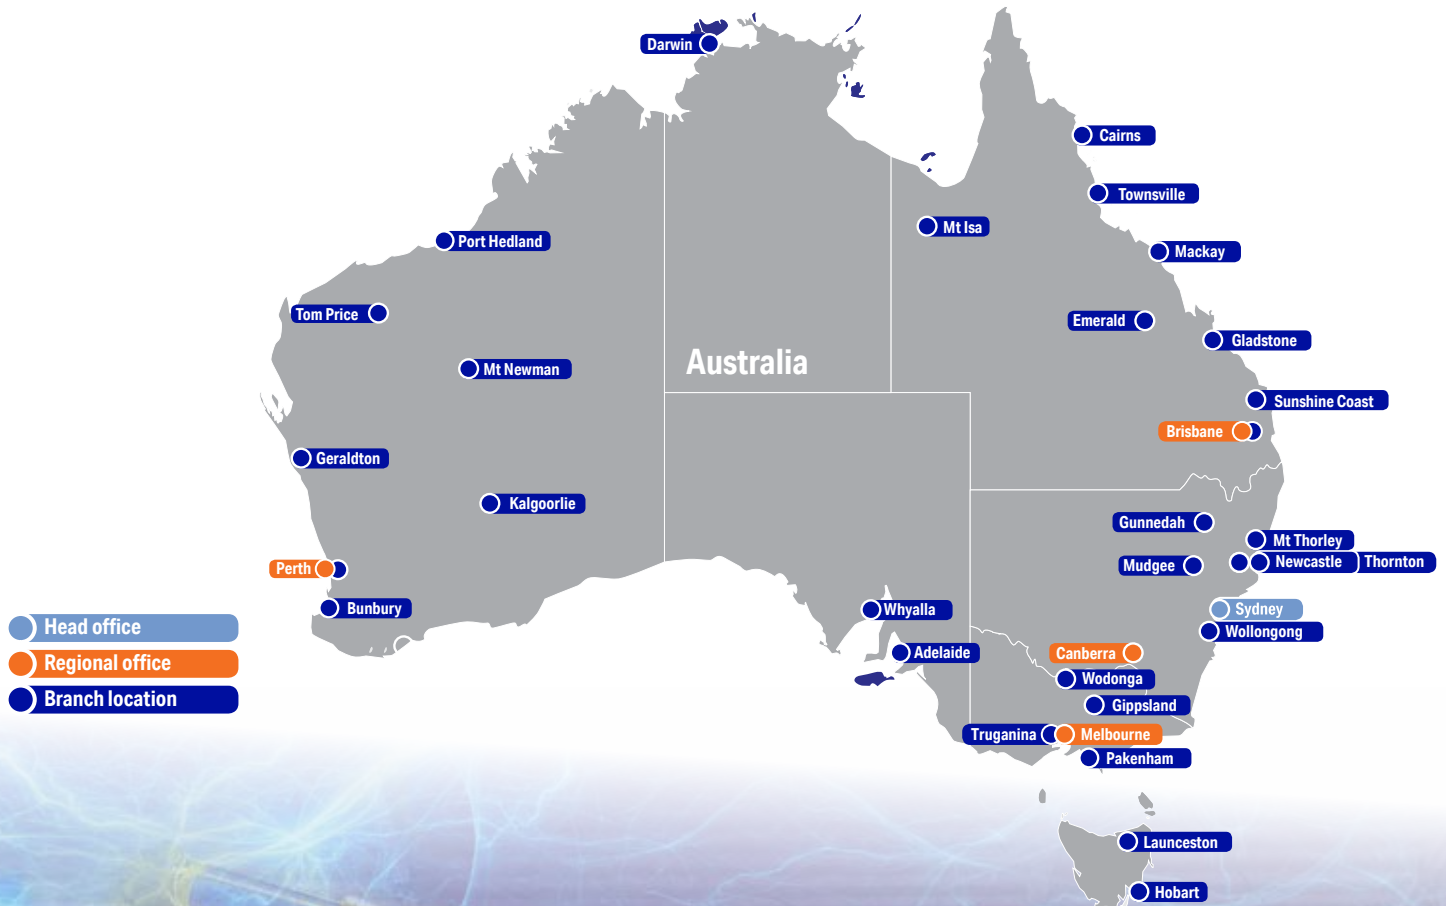 Darwin
Cairns
Townsville
Mt Isa
Port Hedland
Mackay
Tom Price
Emerald
Gladstone
Australia
Mt Newman
Sunshine Coast
Brisbane
Geraldton
Kalgoorlie
Gunnedah
Mt Thorley
Newcastle
Thornton
Mudgee
Perth
Bunbury
Whyalla
Sydney
Wollongong
Head office
Regional office
Branch location
Adelaide
Canberra
Wodonga
Gippsland
Truganina
Melbourne
Pakenham
Launceston
Hobart